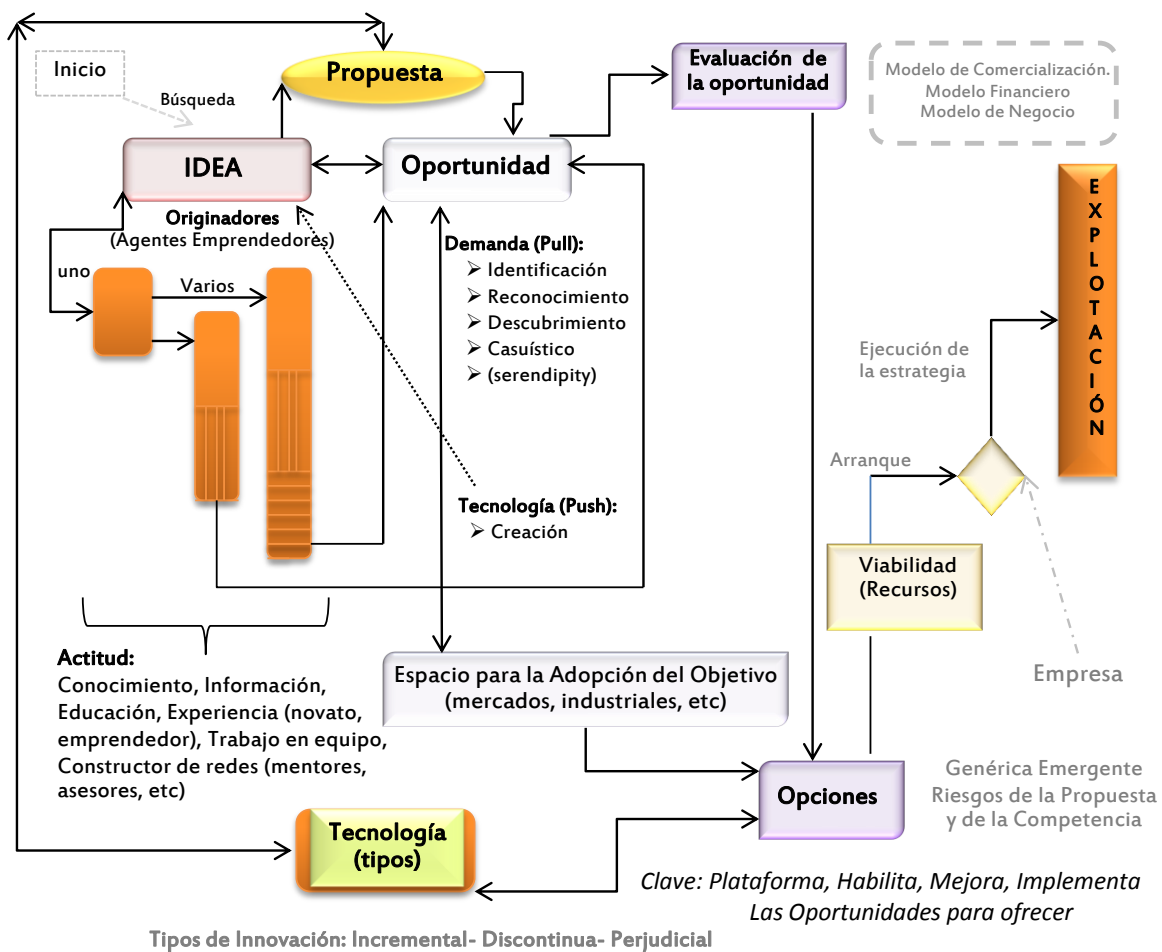 Inicio
Búsqueda
Propuesta
Evaluación de
la oportunidad
Modelo de Comercialización.
Modelo Financiero
Modelo de Negocio
IDEA
Oportunidad
EXPLOTACIÓN
Originadores
(Agentes Emprendedores)
uno
Varios
Demanda (Pull):
➢ Identificación
➢ Reconocimiento
➢ Descubrimiento
➢ Casuístico
➢ (serendipity)
Ejecución de
la estrategia
Arranque
Tecnología (Push):
➢ Creación
Viabilidad
(Recursos)
Actitud:
Conocimiento, Información,
Educación, Experiencia (novato,
emprendedor), Trabajo en equipo,
Constructor de redes (mentores,
asesores, etc)
Espacio para la Adopción del Objetivo
(mercados, industriales, etc)
Empresa
Opciones
Genérica Emergente
Riesgos de la Propuesta
y de la Competencia
Tecnología
(tipos)
Clave: Plataforma, Habilita, Mejora, Implementa
Las Oportunidades para ofrecer
Tipos de Innovación: Incremental- Discontinua- Perjudicial